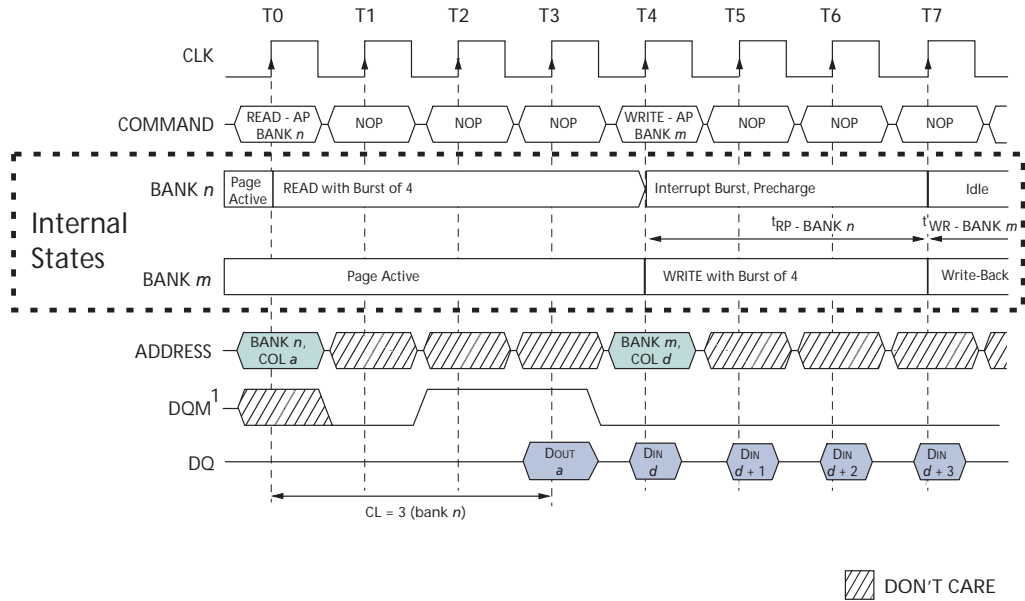 T0 T1 T2 T3 T4 T5 T6 T7
CLK
COMMAND
READ - AP
BANK n
NOP
NOP
NOP
WRITE - AP
BANK m
NOP
NOP
NOP
Internal
States
BANK n
Page
Active
READ with Burst of 4
Interrupt Burst, Precharge
Idle
tRP - BANK n
tWR - BANK m
BANK m
Page Active
WRITE with Burst of 4
Write-Back
ADDRESS
BANK n,
COL a
BANK m,
COL d
DQM1
DQ
DOUT
a
DIN
d
DIN
d + 1
DIN
d + 2
DIN
d + 3
CL = 3 (bank n)
DON'T CARE